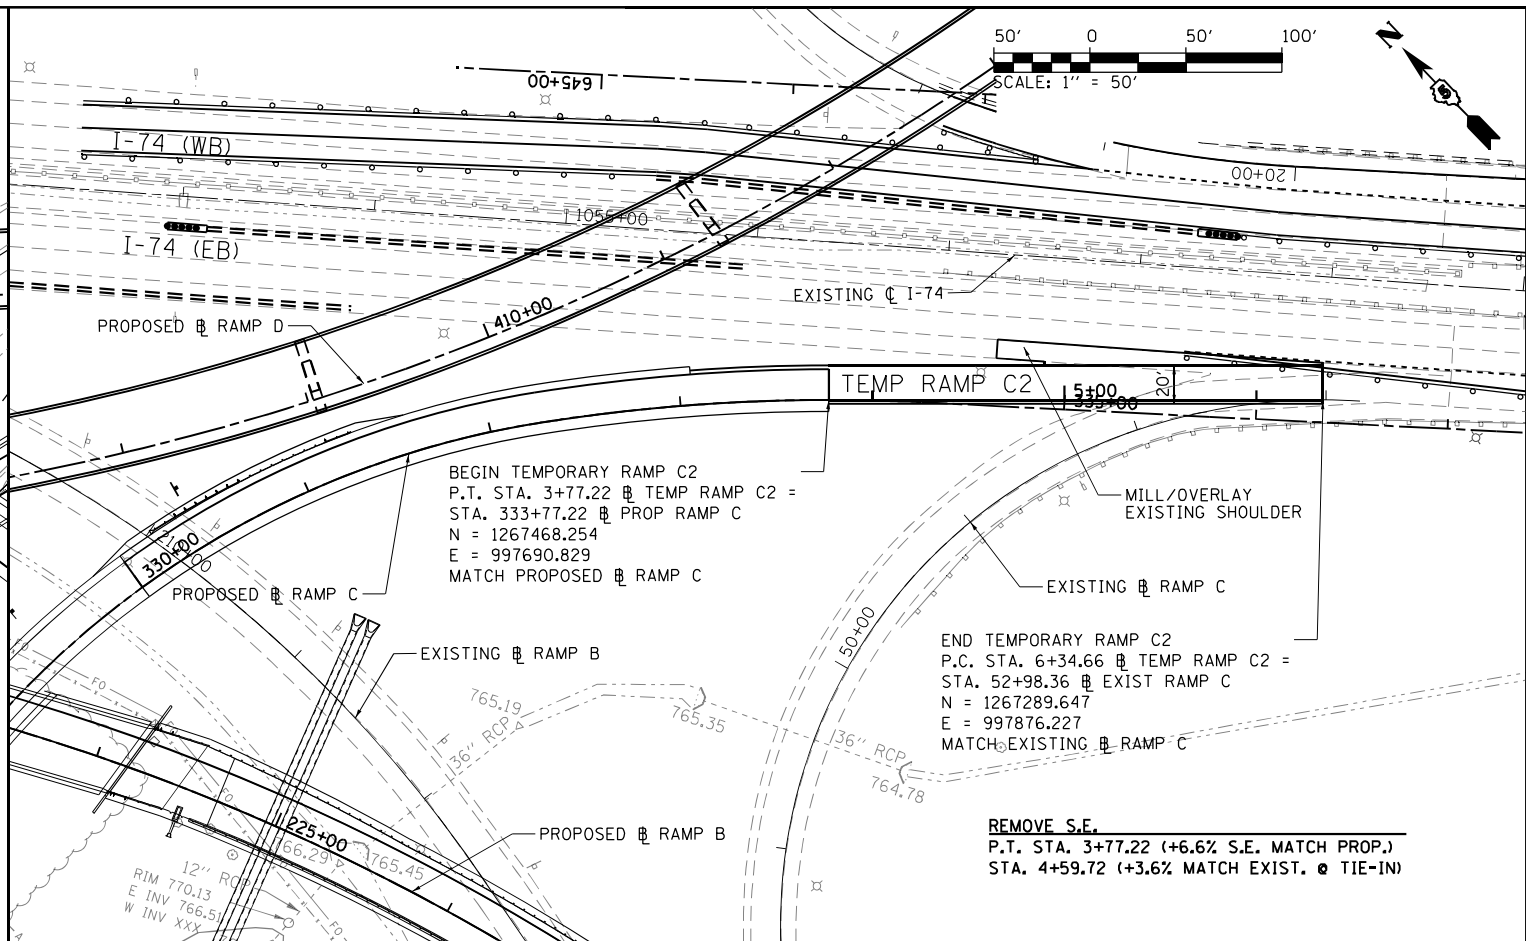 50' 0 50' 100'
SCALE: 1" = 50'
N
645+00
I-74 (WB)
20+00
1055+00
I-74 (EB)
EXISTING ℄ I-74
410+00
PROPOSED ⅊ RAMP D
TEMP RAMP C2
5+00
335+00
20'
BEGIN TEMPORARY RAMP C2
P.T. STA. 3+77.22 ⅊ TEMP RAMP C2 =
STA. 333+77.22 ⅊ PROP RAMP C
N = 1267468.254
E = 997690.829
MATCH PROPOSED ⅊ RAMP C
MILL/OVERLAY
EXISTING SHOULDER
330+00
PROPOSED ⅊ RAMP C
EXISTING ⅊ RAMP C
50+00
END TEMPORARY RAMP C2
P.C. STA. 6+34.66 ⅊ TEMP RAMP C2 =
STA. 52+98.36 ⅊ EXIST RAMP C
N = 1267289.647
E = 997876.227
MATCH EXISTING ⅊ RAMP C
EXISTING ⅊ RAMP B
FO
765.19
36" RCP
765.35
36" RCP
764.78
FO
225+00
PROPOSED ⅊ RAMP B
766.29
765.45
12" RCP
RIM 770.13
E INV 766.51
W INV XXX
FO
REMOVE S.E.
P.T. STA. 3+77.22 (+6.6% S.E. MATCH PROP.)
STA. 4+59.72 (+3.6% MATCH EXIST. @ TIE-IN)